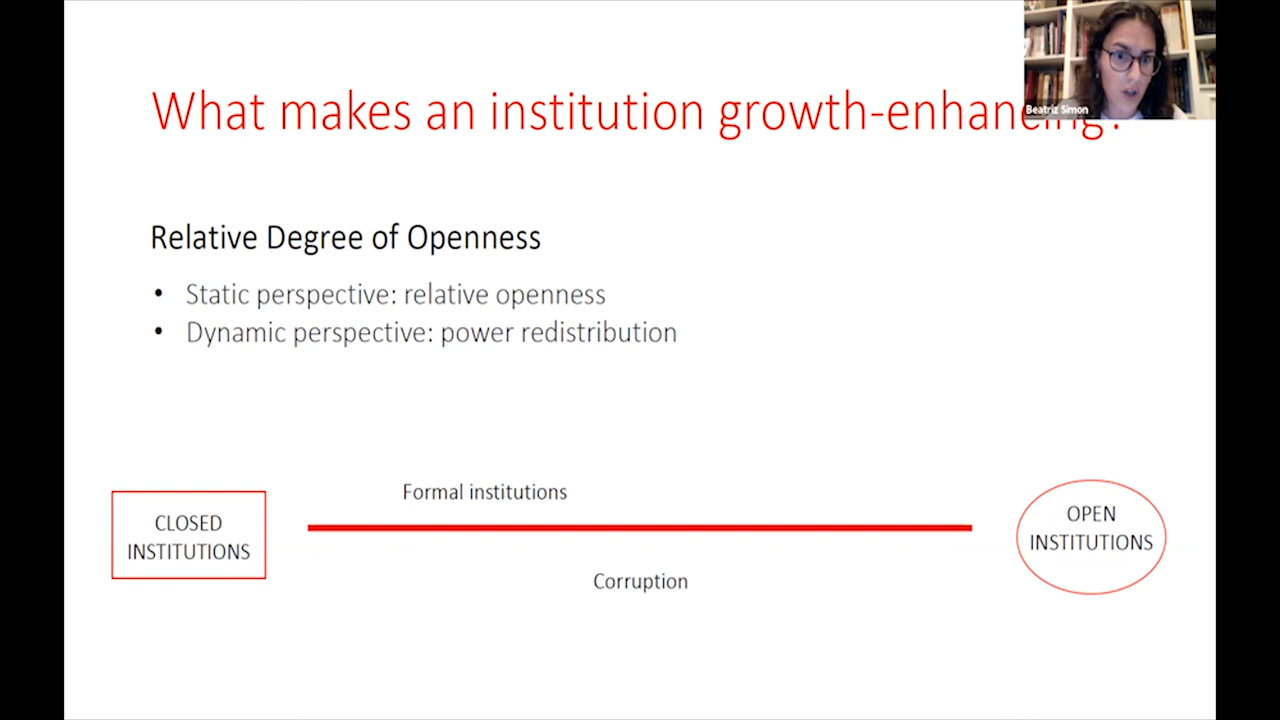 What makes an institution growth-enhancing?
Beatriz Simon
Relative Degree of Openness
• Static perspective: relative openness
• Dynamic perspective: power redistribution
Formal institutions
CLOSED
INSTITUTIONS
OPEN
INSTITUTIONS
Corruption